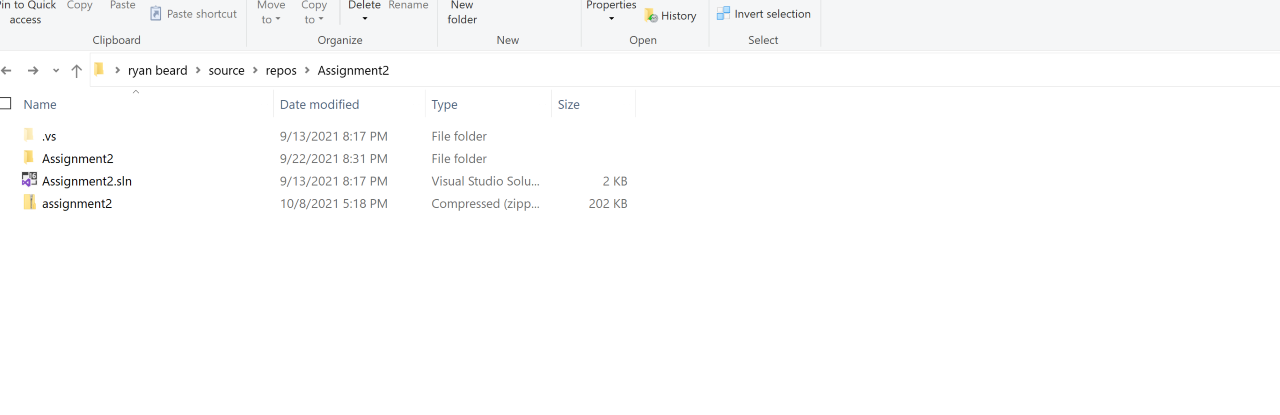 Pin to Quick access
Copy
Paste
Paste shortcut
Clipboard
Move to
Copy to
Delete
Rename
Organize
New folder
New
Properties
History
Open
Invert selection
Select
ryan beard source repos Assignment2
Name Date modified Type Size
.vs 9/13/2021 8:17 PM File folder
Assignment2 9/22/2021 8:31 PM File folder
Assignment2.sln 9/13/2021 8:17 PM Visual Studio Solu... 2 KB
assignment2 10/8/2021 5:18 PM Compressed (zipp... 202 KB